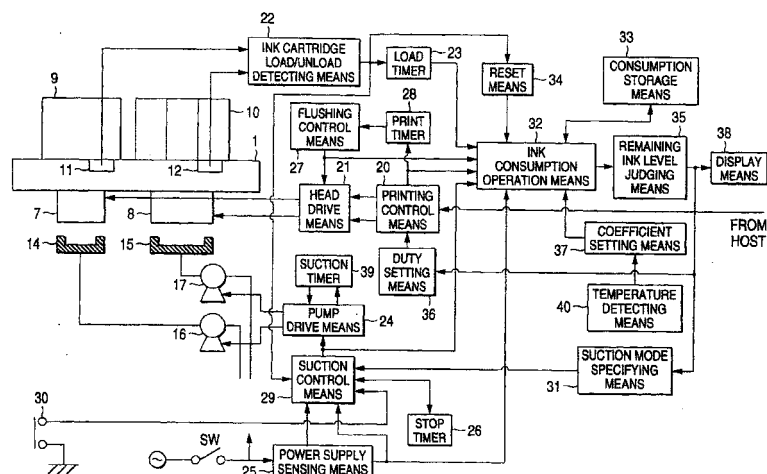 22
INK CARTRIDGE
LOAD/UNLOAD
DETECTING MEANS
LOAD
TIMER
23
RESET
MEANS
34
33
CONSUMPTION
STORAGE
MEANS
9
10
1
11
12
7
8
14
15
17
16
FLUSHING
CONTROL
MEANS
27
28
PRINT
TIMER
21
HEAD
DRIVE
MEANS
20
PRINTING
CONTROL
MEANS
32
INK
CONSUMPTION
OPERATION MEANS
35
REMAINING
INK LEVEL
JUDGING
MEANS
38
DISPLAY
MEANS
FROM
HOST
SUCTION
TIMER
39
DUTY
SETTING
MEANS
36
COEFFICIENT
SETTING MEANS
37
PUMP
DRIVE MEANS
24
TEMPERATURE
DETECTING
MEANS
40
SUCTION
CONTROL
MEANS
29
SUCTION MODE
SPECIFYING
MEANS
31
STOP
TIMER
26
30
SW
POWER SUPPLY
SENSING MEANS
25